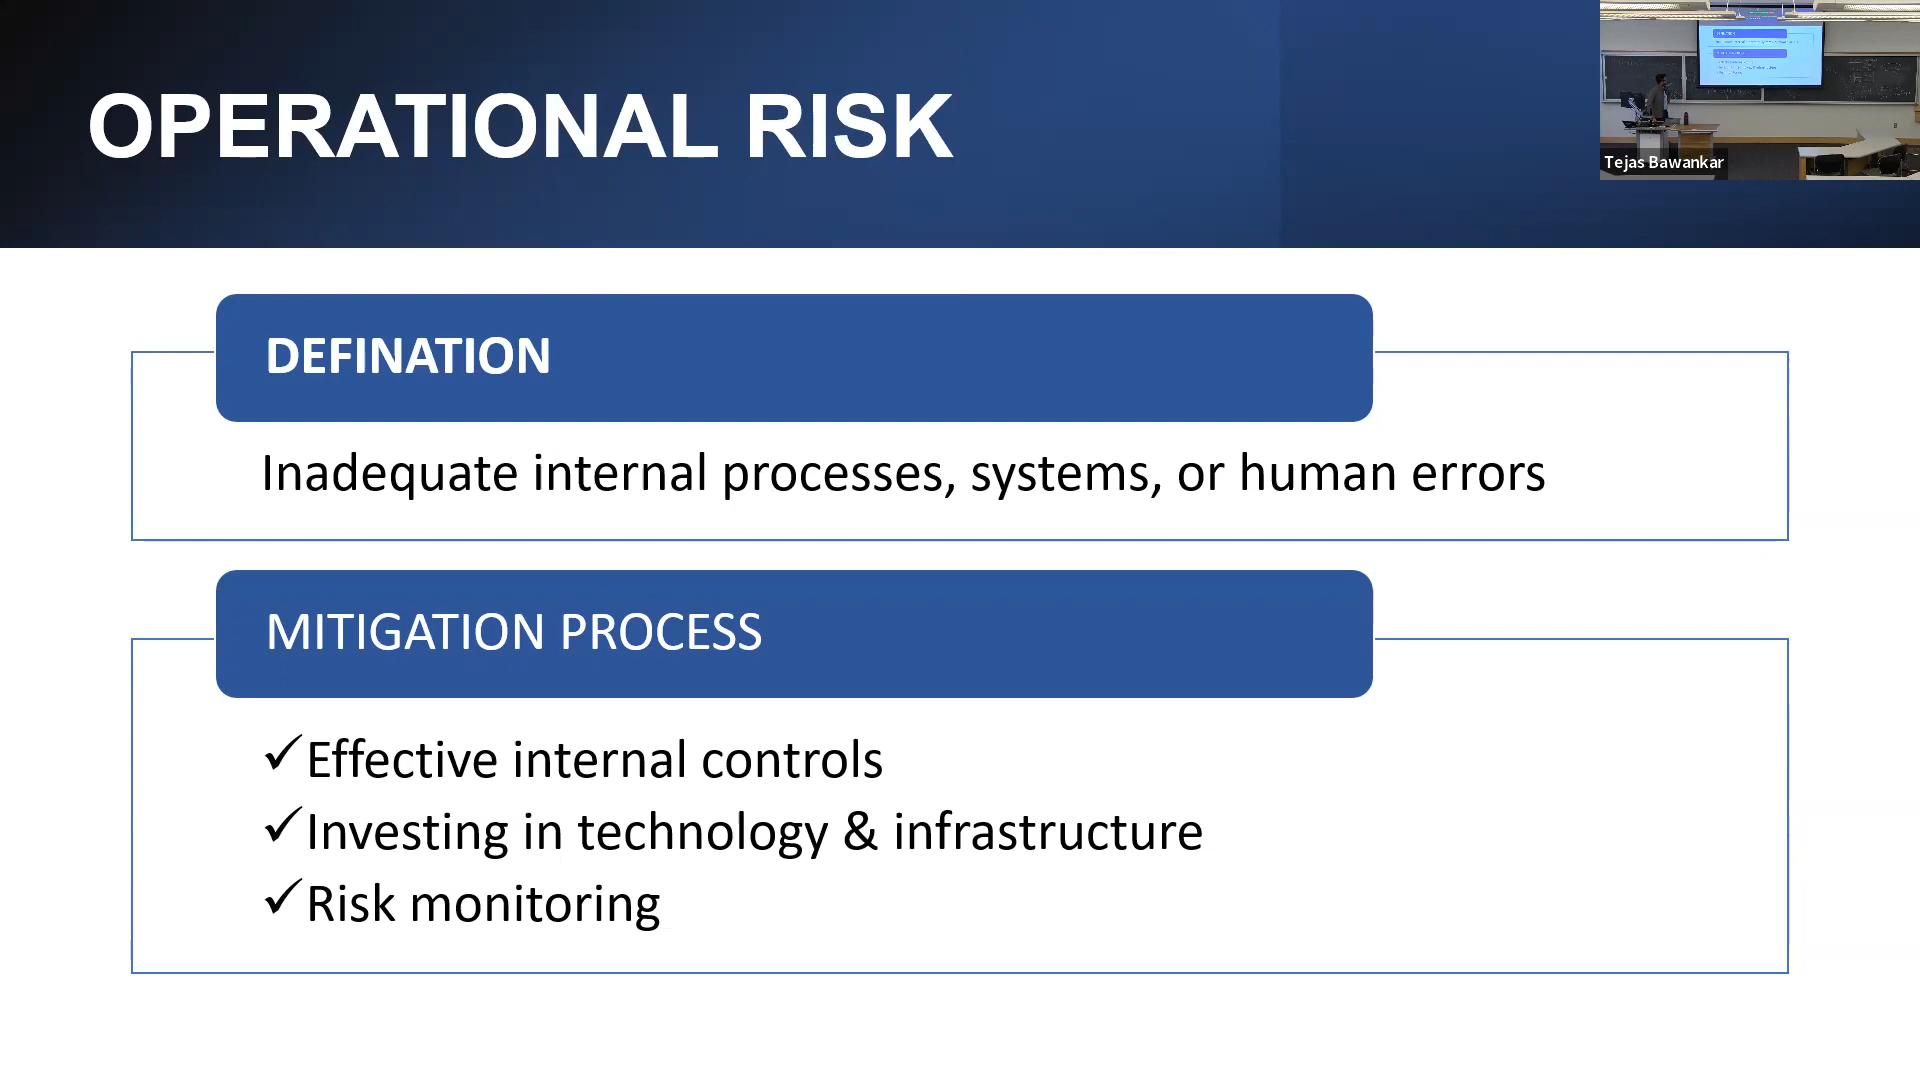 OPERATIONAL RISK
Tejas Bawankar
DEFINATION
Inadequate internal processes, systems, or human errors
MITIGATION PROCESS
✓Effective internal controls
✓Investing in technology & infrastructure
✓Risk monitoring